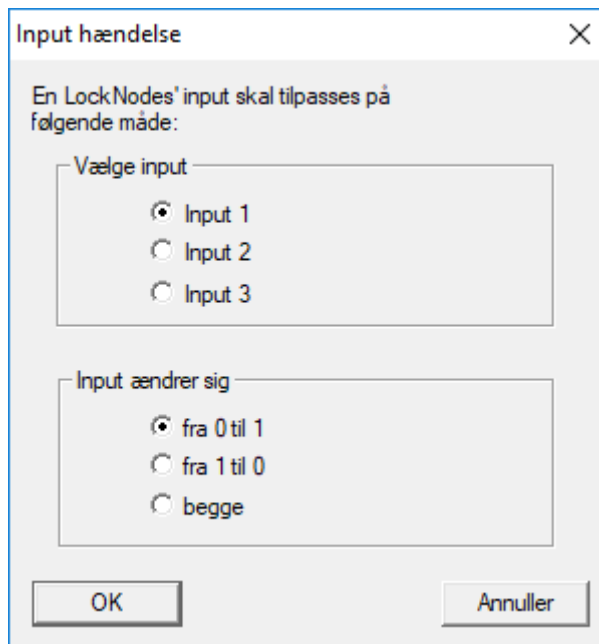 Input hændelse
En LockNodes' input skal tilpasses på
følgende måde:
Vælge input
Input 1
Input 2
Input 3
Input ændrer sig
fra 0 til 1
fra 1 til 0
begge
OK
Annuller